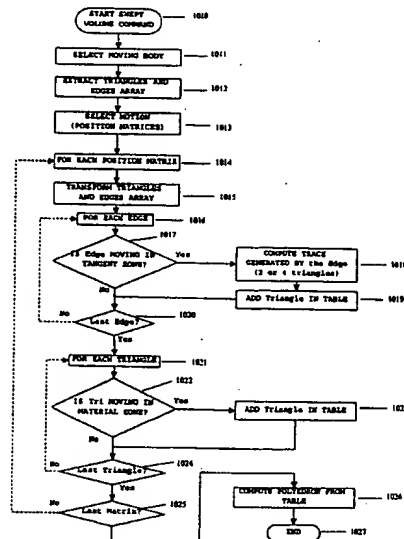 START SWEPT
VOLUME COMMAND
1010
SELECT MOVING BODY
1011
EXTRACT TRIANGLES AND
EDGES ARRAY
1012
SELECT MOTION
(POSITION MATRICES)
1013
FOR EACH POSITION MATRIX
1014
TRANSFORM TRIANGLES
AND EDGES ARRAY
1015
FOR EACH EDGE
1016
1017
Is Edge MOVING IN
TANGENT ZONE?
Yes
No
COMPUTE TRACE
GENERATED BY the Edge
(2 or 4 triangles)
1018
ADD Triangle IN TABLE
1019
Last Edge?
1020
No
Yes
FOR EACH TRIANGLE
1021
1022
Is Tri MOVING IN
MATERIAL ZONE?
Yes
No
ADD Triangle IN TABLE
102
Last Triangle?
1024
No
Yes
Last Matrix?
1025
No
COMPUTE POLYEDRON FROM
TABLE
1026
END
1027